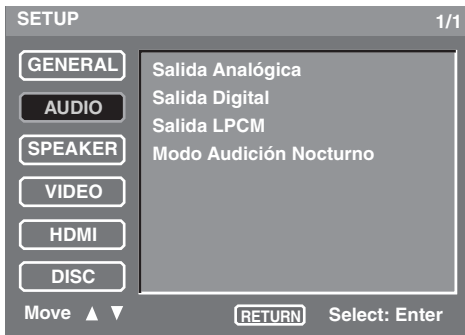 SETUP 1/1
GENERAL
AUDIO
SPEAKER
VIDEO
HDMI
DISC
Salida Analógica
Salida Digital
Salida LPCM
Modo Audición Nocturno
Move ▲ ▼ RETURN Select: Enter